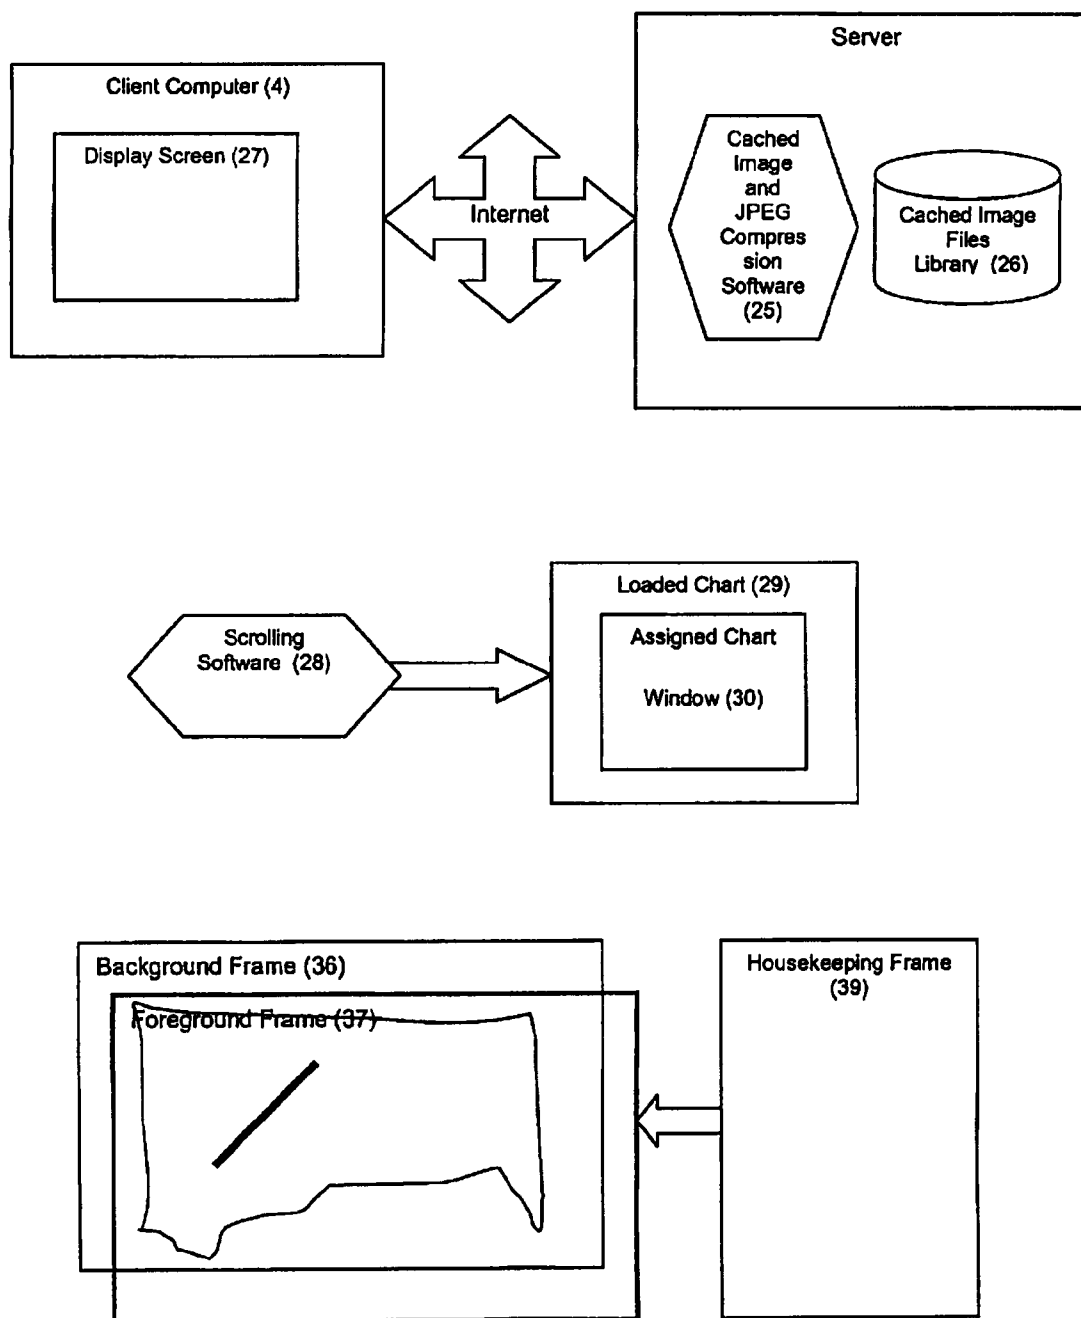 Server
Client Computer (4)
Display Screen (27)
Internet
Cached
Image
and
JPEG
Compres
sion
Software
(25)
Cached Image
Files
Library (26)
Scrolling
Software (28)
Loaded Chart (29)
Assigned Chart
Window (30)
Background Frame (36)
Foreground Frame (37)
Housekeeping Frame
(39)